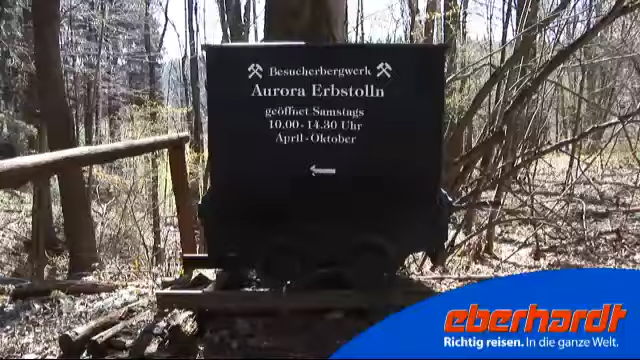 Besucherbergwerk
Aurora Erbstolln
geöffnet Samstags
10.00 - 14.30 Uhr
April - Oktober
eberhardt
Richtig reisen. In die ganze Welt.